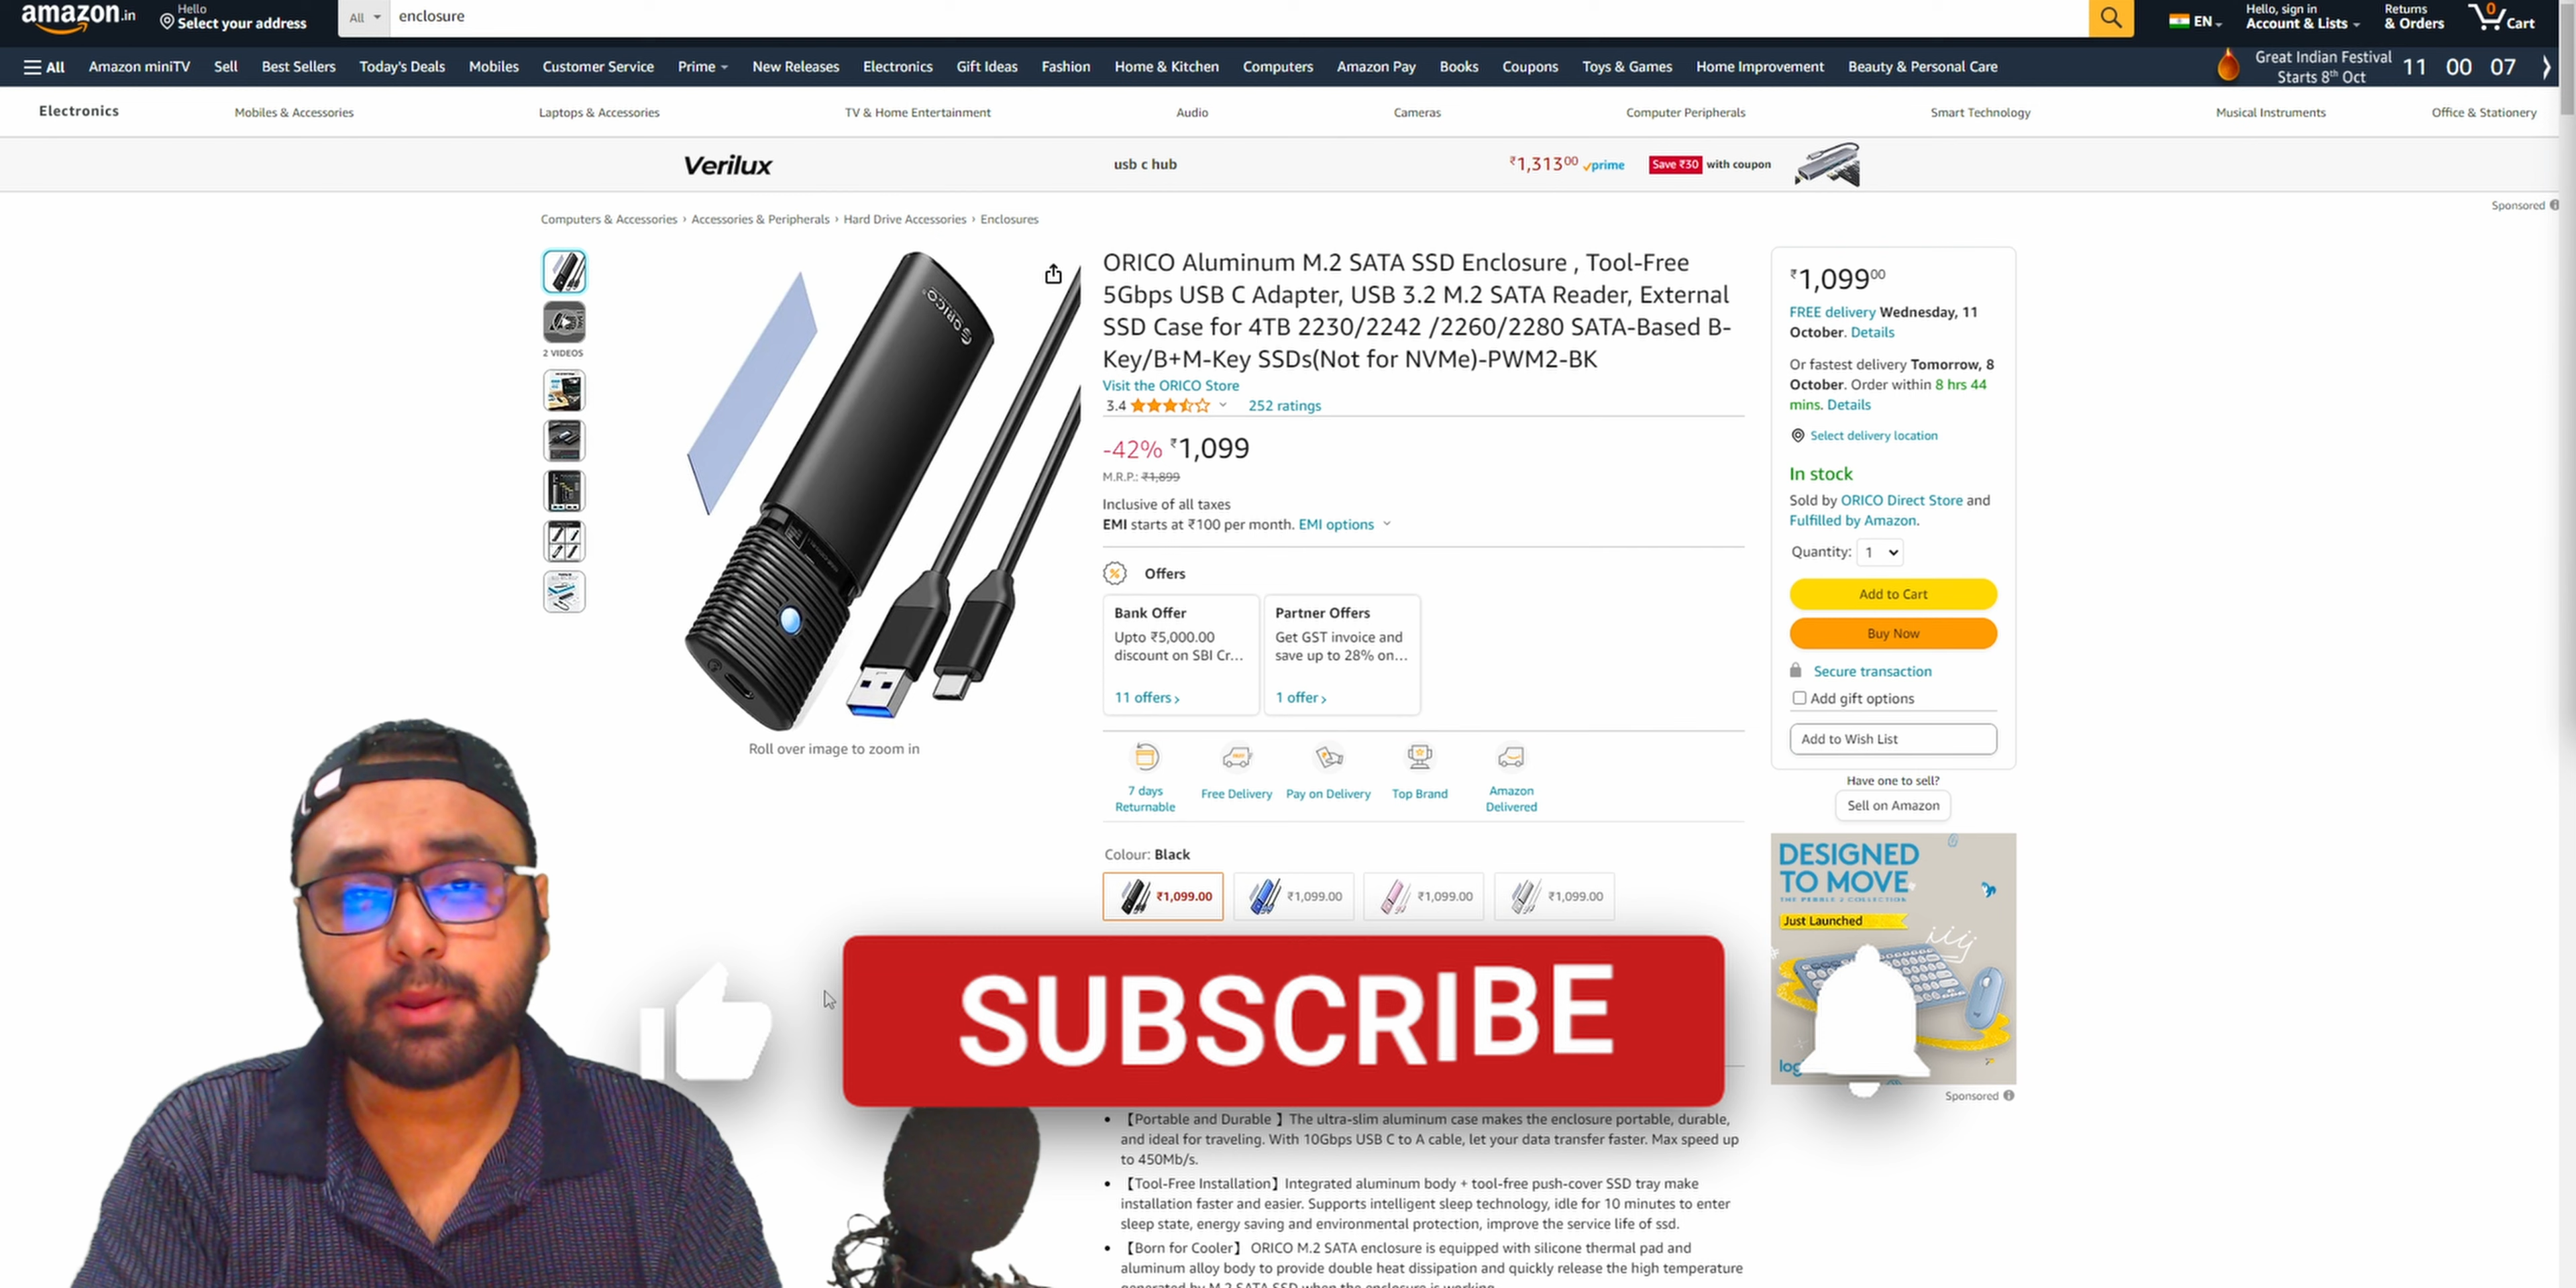 amazon.in
Hello
Select your address
All
enclosure
EN
Hello, sign in
Account & Lists
Returns
& Orders
0
Cart
All
Amazon miniTV
Sell
Best Sellers
Today's Deals
Mobiles
Customer Service
Prime
New Releases
Electronics
Gift Ideas
Fashion
Home & Kitchen
Computers
Amazon Pay
Books
Coupons
Toys & Games
Home Improvement
Beauty & Personal Care
Great Indian Festival
Starts 8th Oct
11 00 07
Electronics
Mobiles & Accessories
Laptops & Accessories
TV & Home Entertainment
Audio
Cameras
Computer Peripherals
Smart Technology
Musical Instruments
Office & Stationery
Verilux
usb c hub
₹1,31300 prime
Save ₹30 with coupon
Sponsored
Computers & Accessories › Accessories & Peripherals › Hard Drive Accessories › Enclosures
2 VIDEOS
ORICO
Roll over image to zoom in
ORICO Aluminum M.2 SATA SSD Enclosure , Tool-Free
5Gbps USB C Adapter, USB 3.2 M.2 SATA Reader, External
SSD Case for 4TB 2230/2242 /2260/2280 SATA-Based B-
Key/B+M-Key SSDs(Not for NVMe)-PWM2-BK
Visit the ORICO Store
3.4
252 ratings
-42% ₹1,099
M.R.P.: ₹1,899
Inclusive of all taxes
EMI starts at ₹100 per month. EMI options
Offers
Bank Offer
Upto ₹5,000.00
discount on SBI Cr...
11 offers ›
Partner Offers
Get GST invoice and
save up to 28% on...
1 offer ›
7 days
Returnable
Free Delivery
Pay on Delivery
Top Brand
Amazon
Delivered
Colour: Black
₹1,099.00
₹1,099.00
₹1,099.00
₹1,099.00
SUBSCRIBE
• 【Portable and Durable 】The ultra-slim aluminum case makes the enclosure portable, durable,
and ideal for traveling. With 10Gbps USB C to A cable, let your data transfer faster. Max speed up
to 450Mb/s.
• 【Tool-Free Installation】Integrated aluminum body + tool-free push-cover SSD tray make
installation faster and easier. Supports intelligent sleep technology, idle for 10 minutes to enter
sleep state, energy saving and environmental protection, improve the service life of ssd.
• 【Born for Cooler】 ORICO M.2 SATA enclosure is equipped with silicone thermal pad and
aluminum alloy body to provide double heat dissipation and quickly release the high temperature
generated by M.2 SATA SSD when the enclosure is working.
₹1,09900
FREE delivery Wednesday, 11
October. Details
Or fastest delivery Tomorrow, 8
October. Order within 8 hrs 44
mins. Details
Select delivery location
In stock
Sold by ORICO Direct Store and
Fulfilled by Amazon.
Quantity: 1
Add to Cart
Buy Now
Secure transaction
Add gift options
Add to Wish List
Have one to sell?
Sell on Amazon
DESIGNED
TO MOVE
THE PEBBLE 2 COLLECTION
Just Launched
log
Sponsored